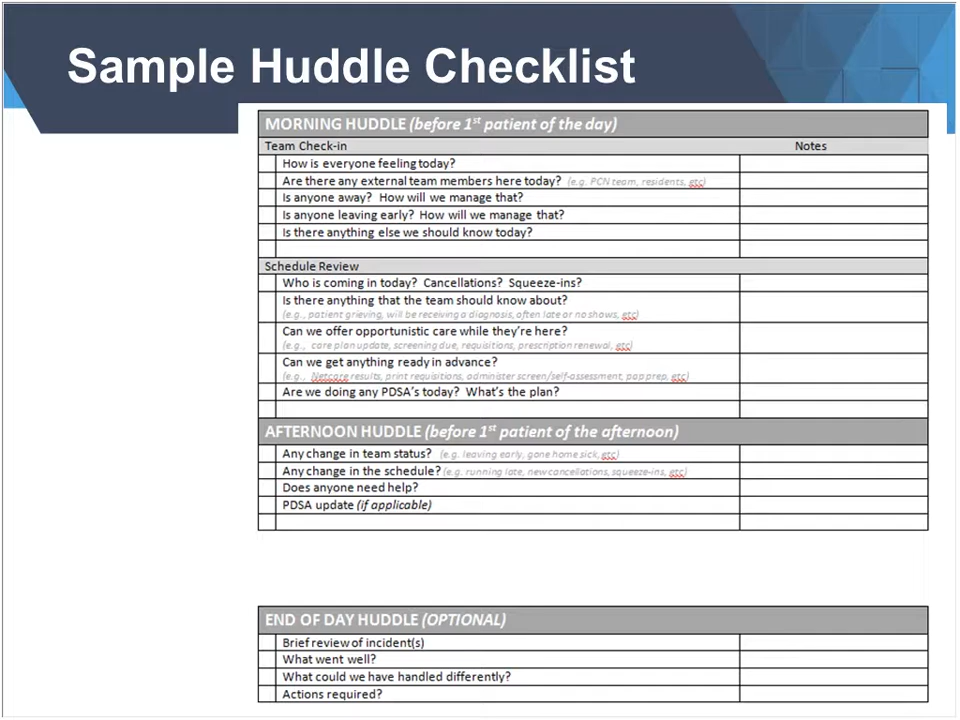 Sample Huddle Checklist
MORNING HUDDLE (before 1st patient of the day)
Team Check-in Notes
How is everyone feeling today?
Are there any external team members here today? (e.g. PCN team, residents, etc)
Is anyone away? How will we manage that?
Is anyone leaving early? How will we manage that?
Is there anything else we should know today?
Schedule Review
Who is coming in today? Cancellations? Squeeze-ins?
Is there anything that the team should know about?
(e.g., patient grieving, will be receiving a diagnosis, often late or no shows, etc)
Can we offer opportunistic care while they're here?
(e.g., care plan update, screening due, requisitions, prescription renewal, etc)
Can we get anything ready in advance?
(e.g., Netcare results, print requisitions, administer screen/self-assessment, pap prep, etc)
Are we doing any PDSA's today? What's the plan?
AFTERNOON HUDDLE (before 1st patient of the afternoon)
Any change in team status? (e.g. leaving early, gone home sick, etc)
Any change in the schedule? (e.g. running late, new cancellations, squeeze-ins, etc)
Does anyone need help?
PDSA update (if applicable)
END OF DAY HUDDLE (OPTIONAL)
Brief review of incident(s)
What went well?
What could we have handled differently?
Actions required?